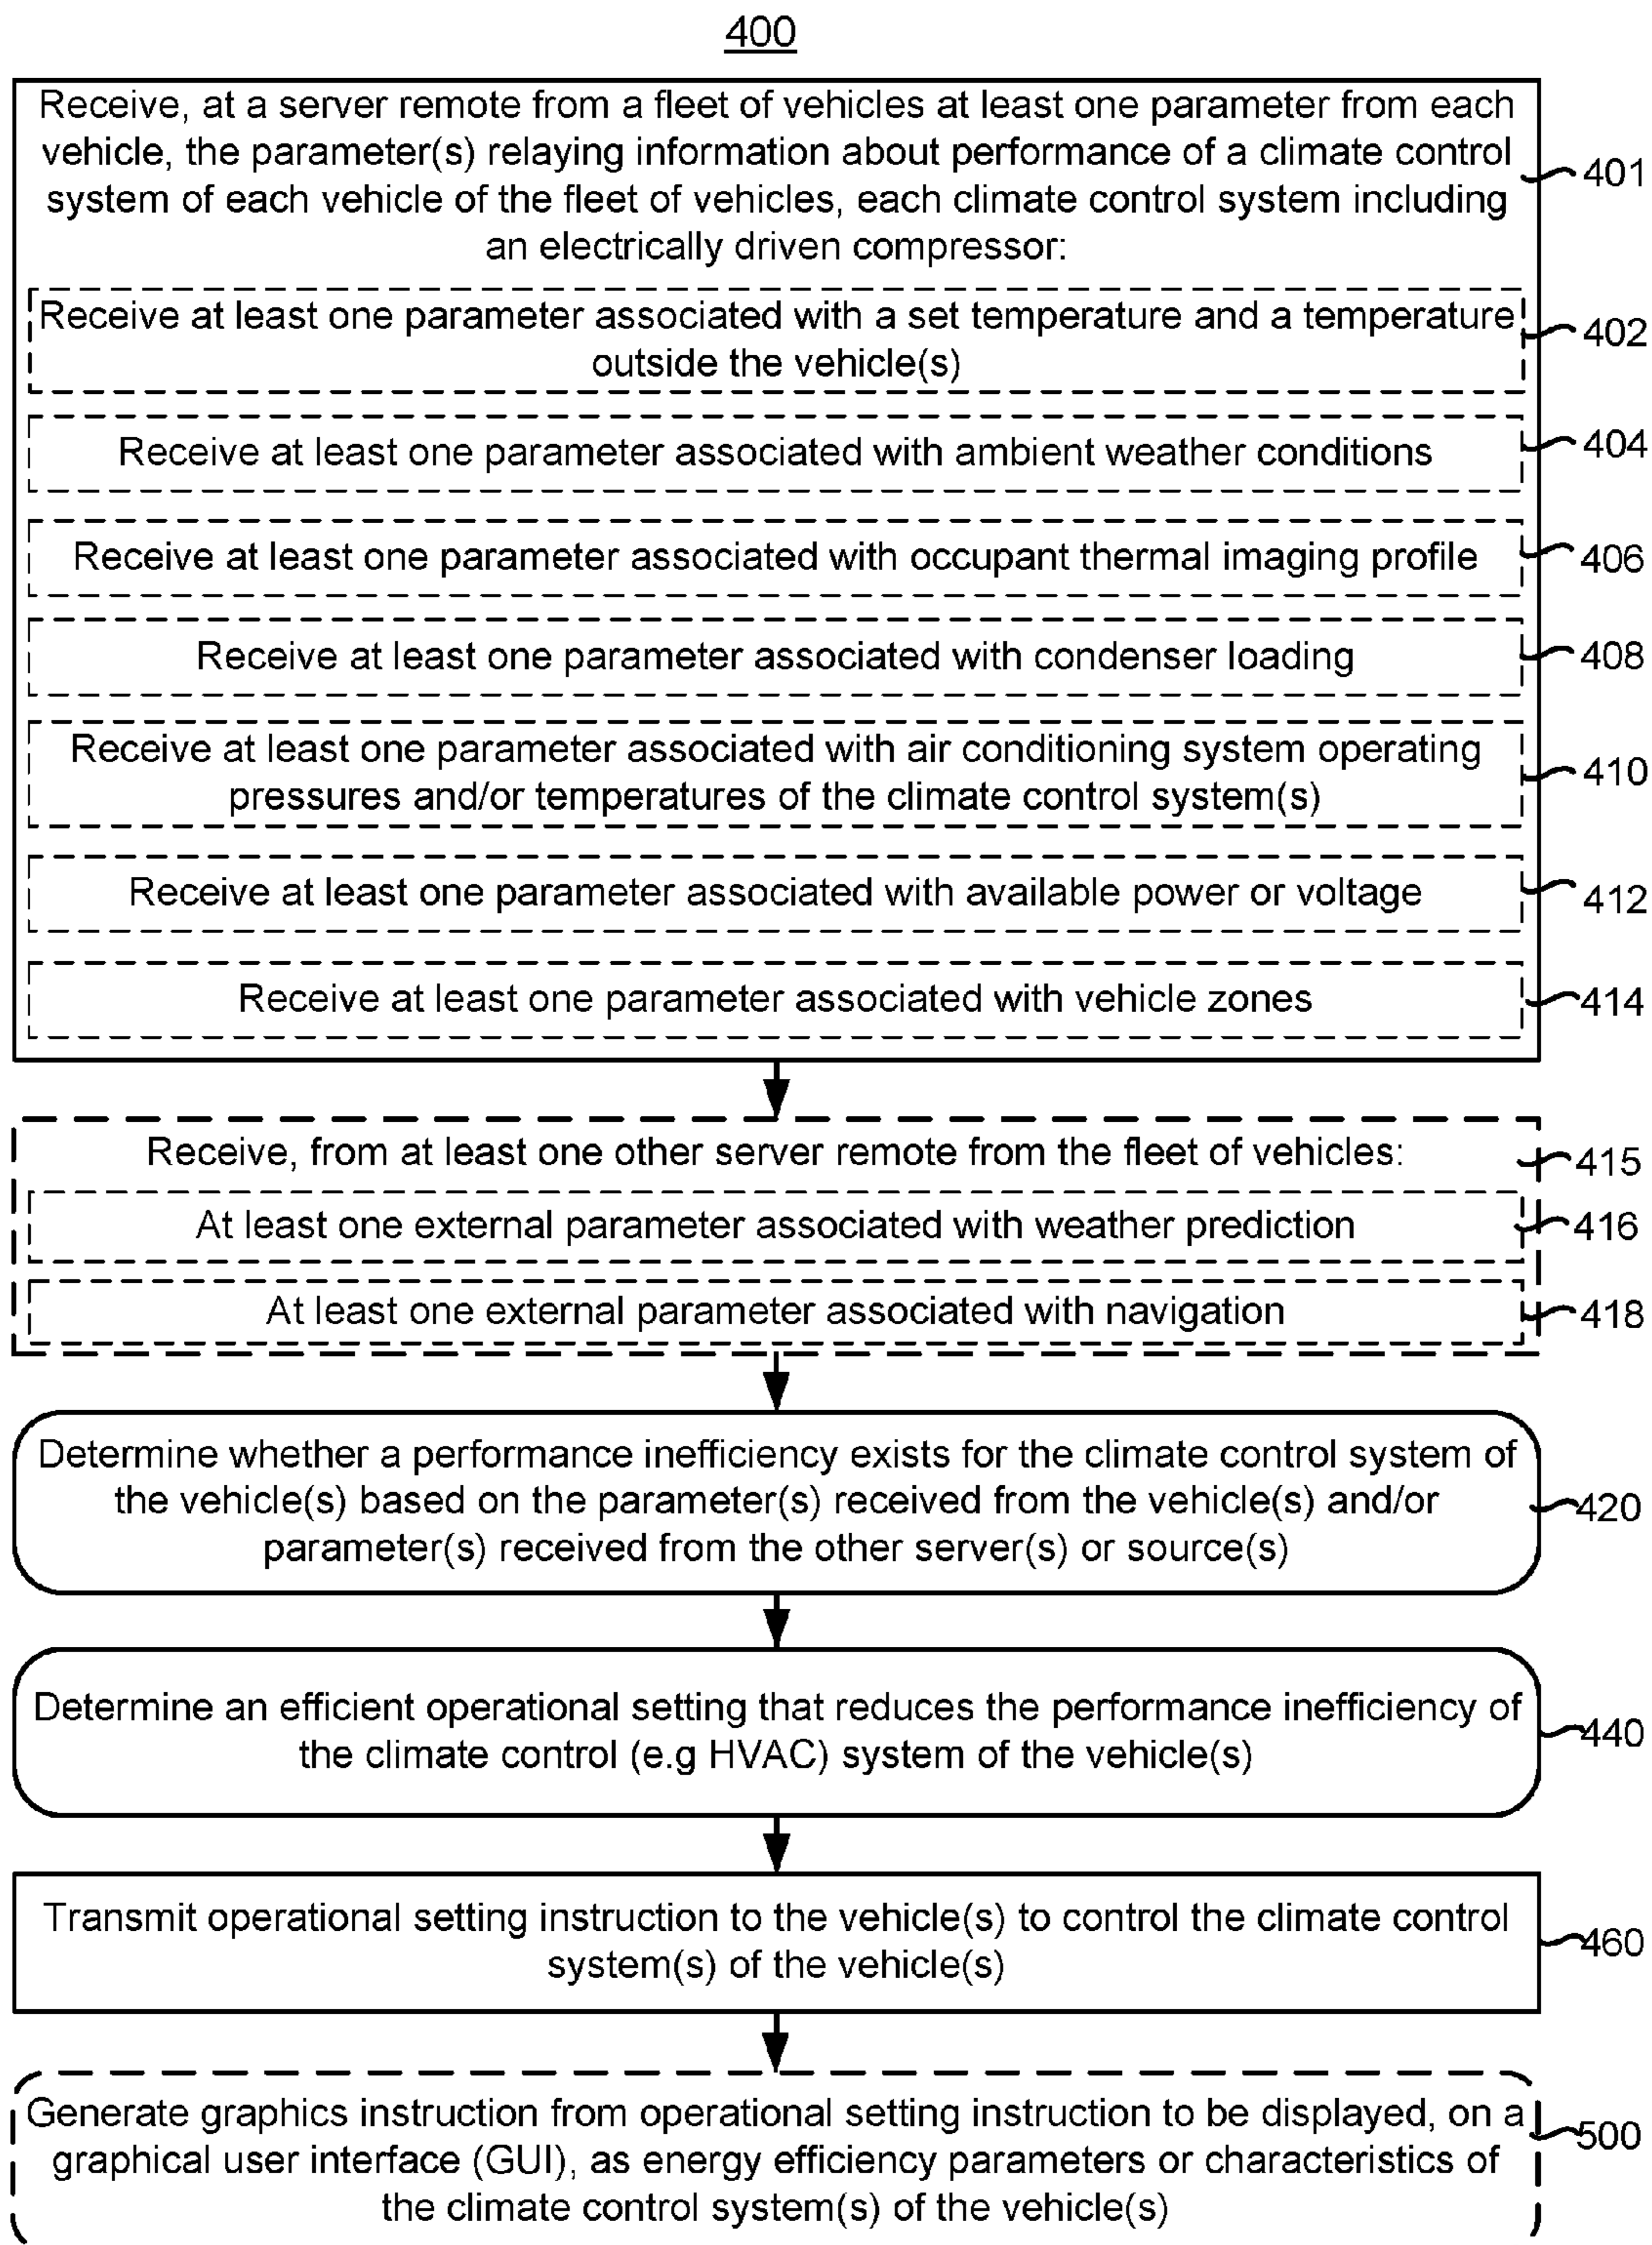 400
Receive, at a server remote from a fleet of vehicles at least one parameter from each
vehicle, the parameter(s) relaying information about performance of a climate control
system of each vehicle of the fleet of vehicles, each climate control system including
an electrically driven compressor:
401
Receive at least one parameter associated with a set temperature and a temperature
outside the vehicle(s)
402
Receive at least one parameter associated with ambient weather conditions
404
Receive at least one parameter associated with occupant thermal imaging profile
406
Receive at least one parameter associated with condenser loading
408
Receive at least one parameter associated with air conditioning system operating
pressures and/or temperatures of the climate control system(s)
410
Receive at least one parameter associated with available power or voltage
412
Receive at least one parameter associated with vehicle zones
414
Receive, from at least one other server remote from the fleet of vehicles:
415
At least one external parameter associated with weather prediction
416
At least one external parameter associated with navigation
418
Determine whether a performance inefficiency exists for the climate control system of
the vehicle(s) based on the parameter(s) received from the vehicle(s) and/or
parameter(s) received from the other server(s) or source(s)
420
Determine an efficient operational setting that reduces the performance inefficiency of
the climate control (e.g HVAC) system of the vehicle(s)
440
Transmit operational setting instruction to the vehicle(s) to control the climate control
system(s) of the vehicle(s)
460
Generate graphics instruction from operational setting instruction to be displayed, on a
graphical user interface (GUI), as energy efficiency parameters or characteristics of
the climate control system(s) of the vehicle(s)
500